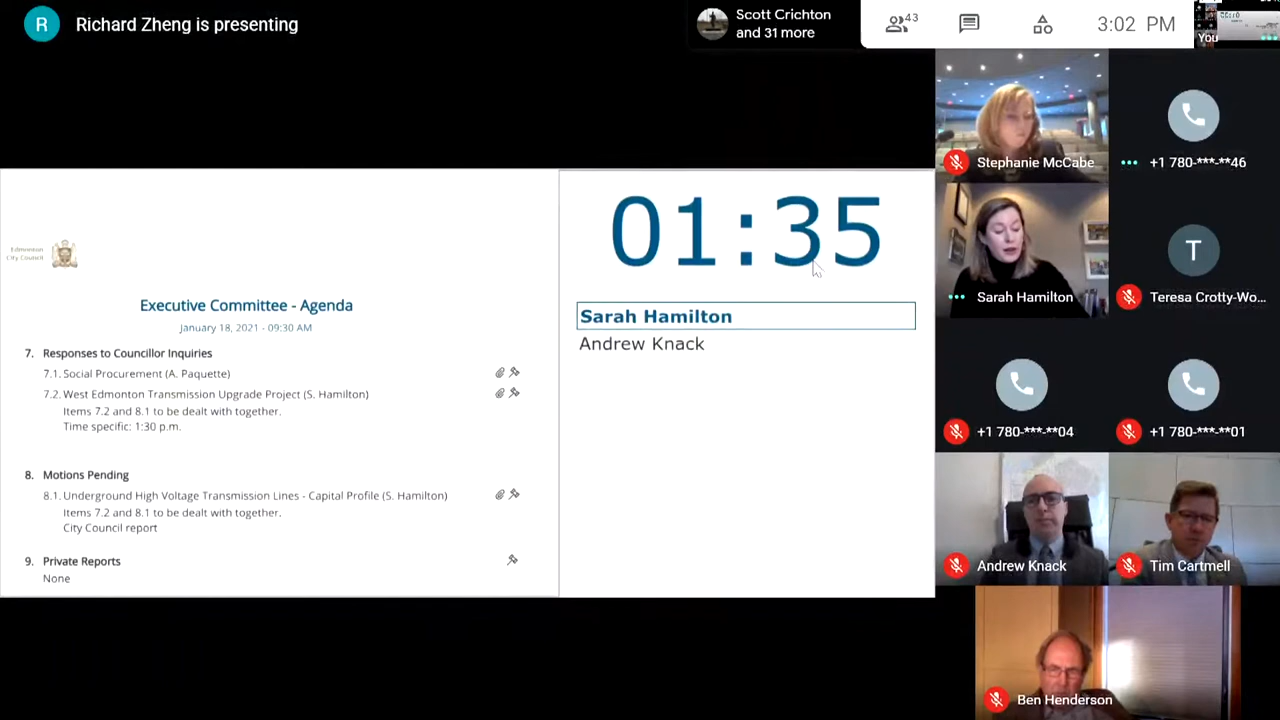 R
Richard Zheng is presenting
Scott Crichton
and 31 more
43
3:02 PM
You
Stephanie McCabe
+1 780-***-**46
Sarah Hamilton
T
Teresa Crotty-Wo...
+1 780-***-**04
+1 780-***-**01
Andrew Knack
Tim Cartmell
Ben Henderson
Edmonton
City Council
Executive Committee - Agenda
January 18, 2021 - 09:30 AM
7. Responses to Councillor Inquiries
7.1. Social Procurement (A. Paquette)
7.2. West Edmonton Transmission Upgrade Project (S. Hamilton)
Items 7.2 and 8.1 to be dealt with together.
Time specific: 1:30 p.m.
8. Motions Pending
8.1. Underground High Voltage Transmission Lines - Capital Profile (S. Hamilton)
Items 7.2 and 8.1 to be dealt with together.
City Council report
9. Private Reports
None
01:35
Sarah Hamilton
Andrew Knack